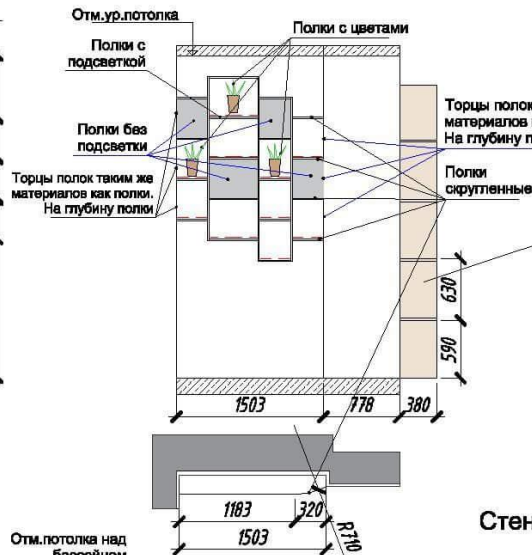 Отм.ур.потолка
Полки с цветами
Полки с
подсветкой
Полки без
подсветки
Торцы полок таким же
материалов как полки.
На глубину полки
Торцы полок
материалов
На глубину п
Полки
скругленные
630
590
1503
778
380
1183
320
R710
1503
Стен
Отм.потолка над
бассейном